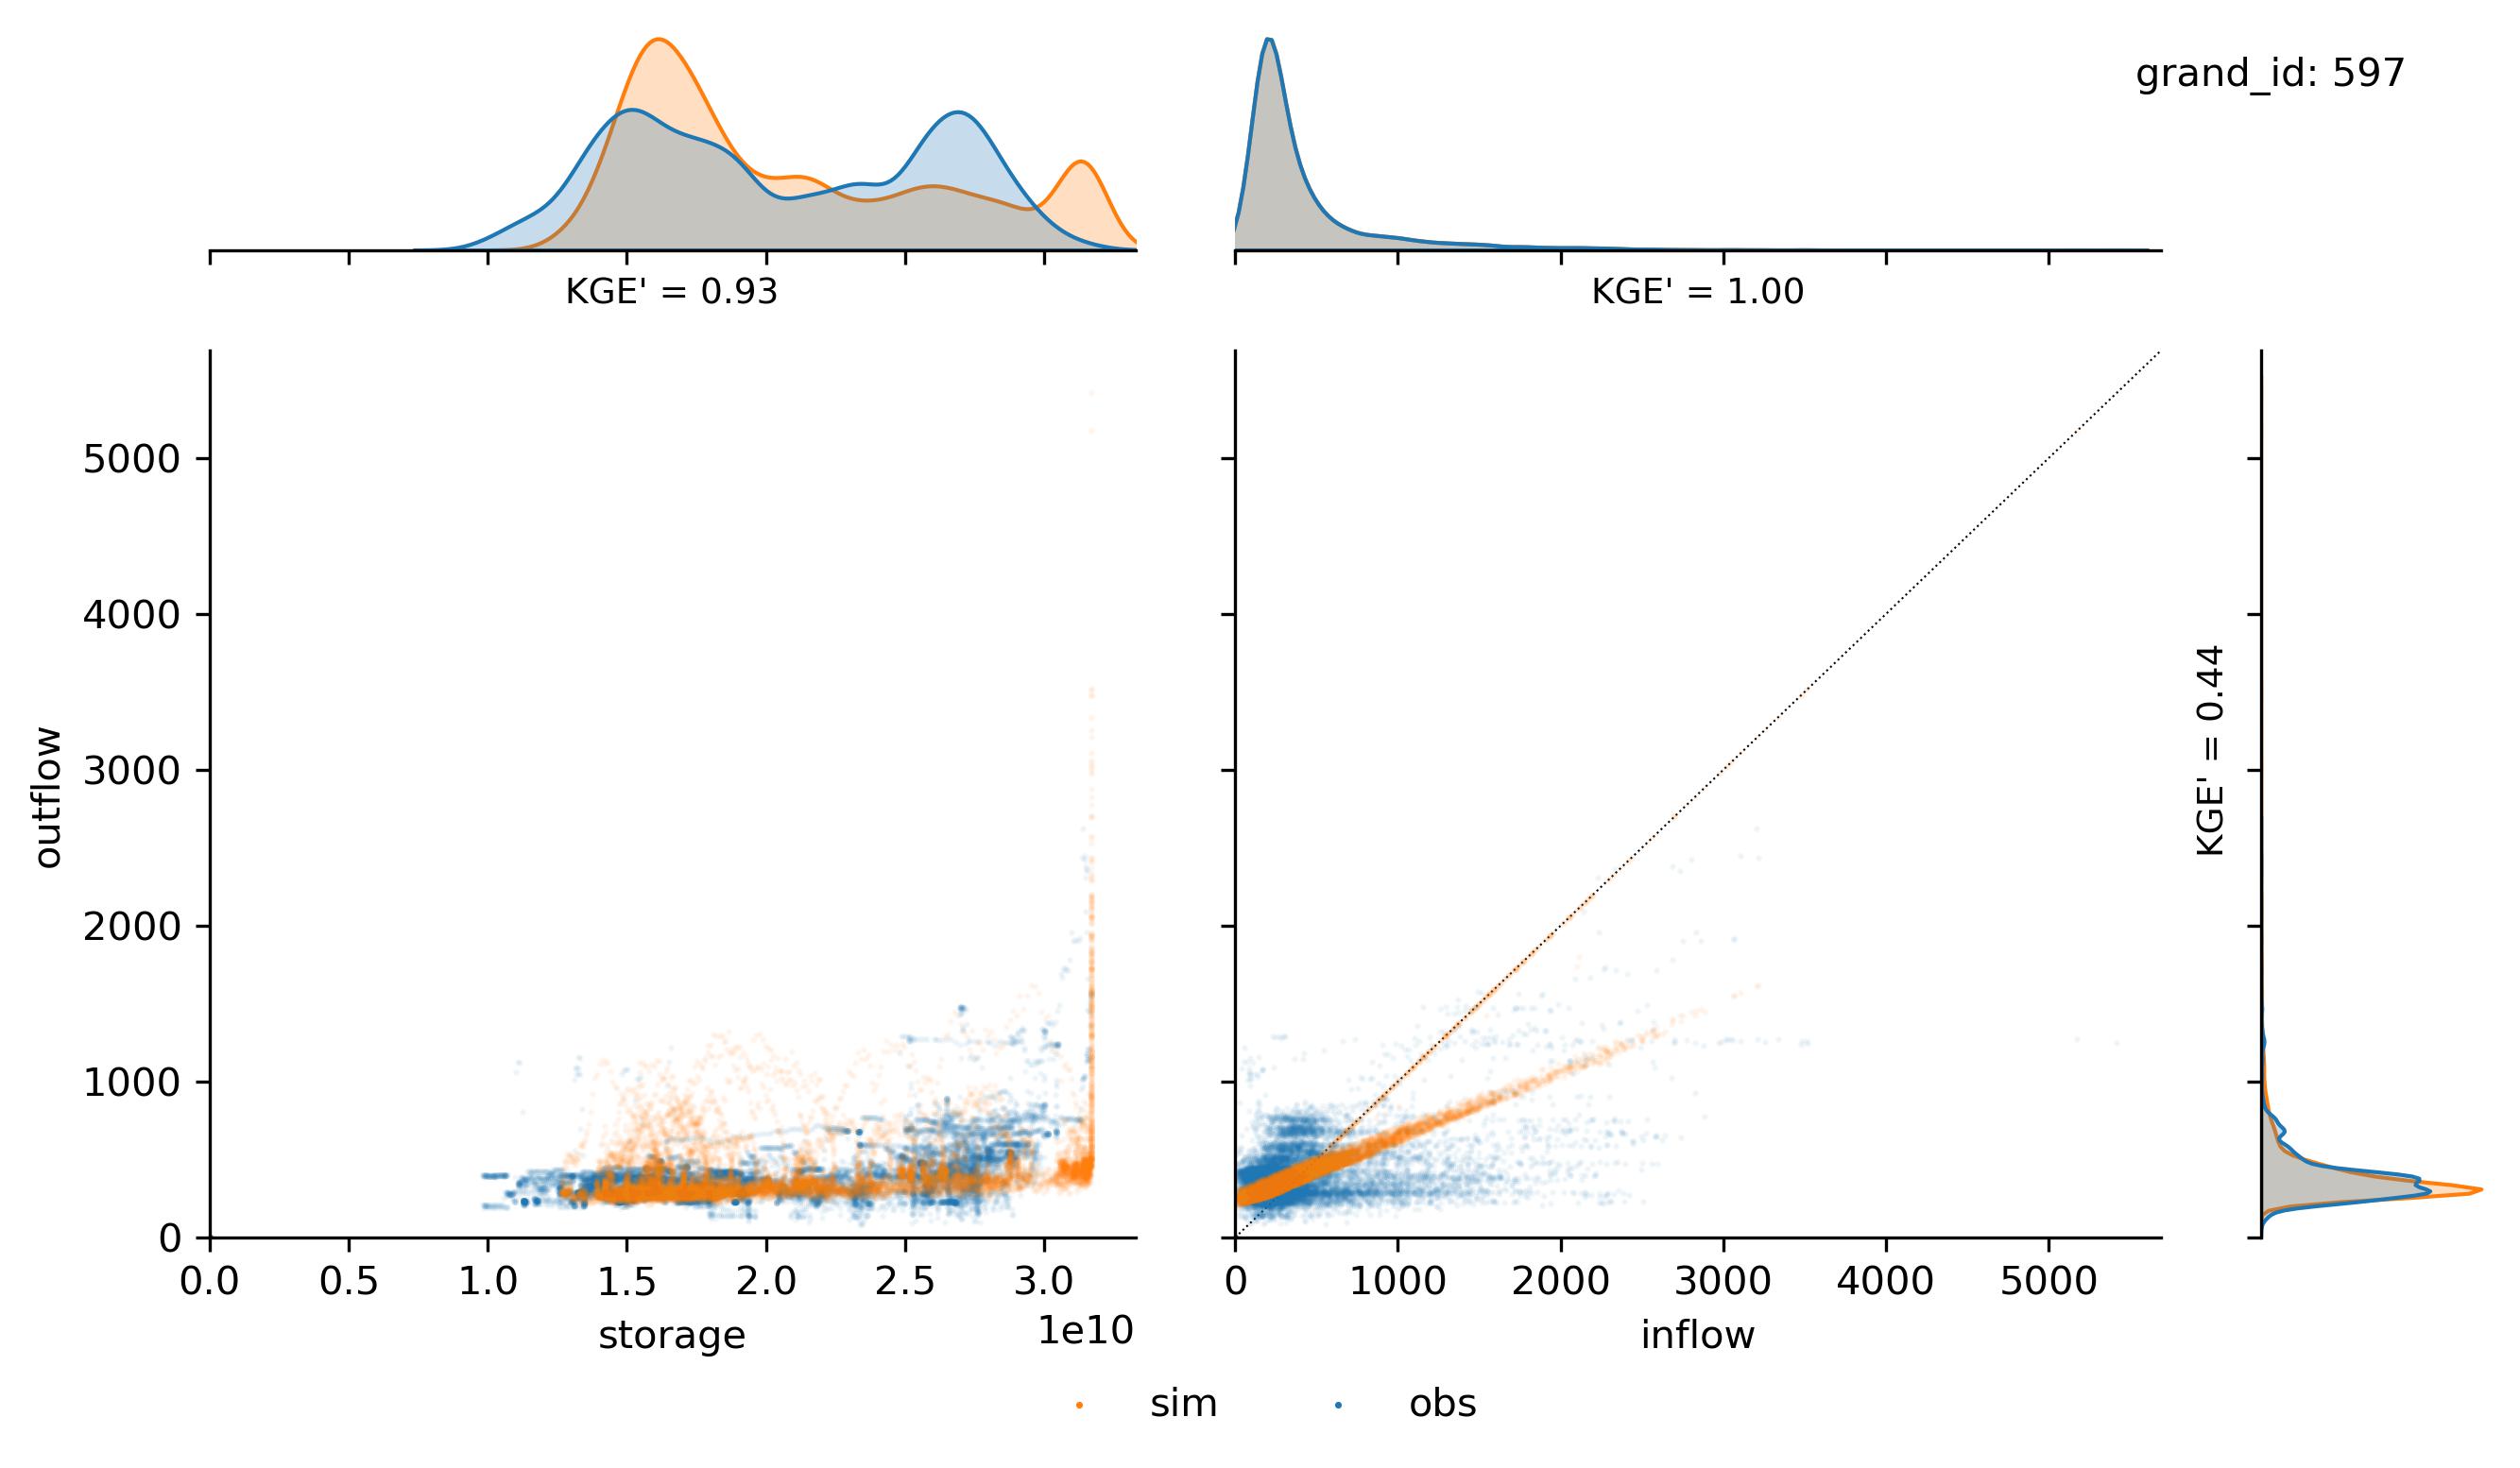 grand_id: 597
KGE' = 0.93
KGE' = 1.00
outflow
5000
4000
3000
2000
1000
0
KGE' = 0.44
0.0 0.5 1.0 1.5 2.0 2.5 3.0
1e10
storage
0 1000 2000 3000 4000 5000
inflow
sim obs